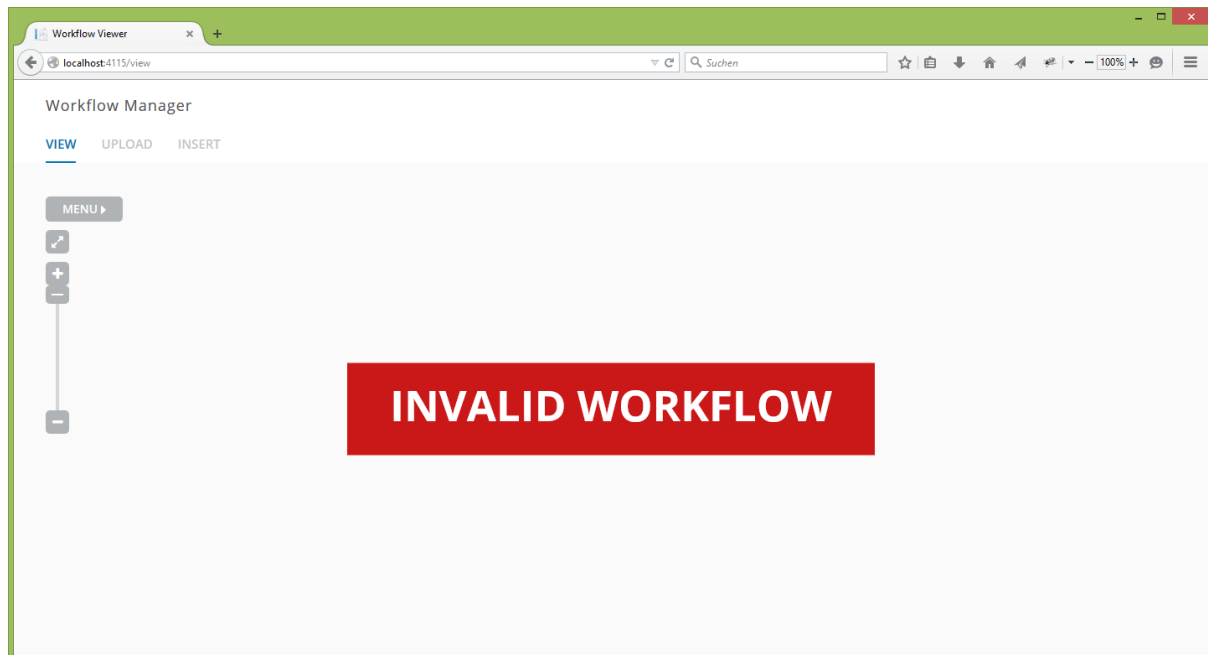 Workflow Viewer
localhost:4115/view
Suchen
100%
Workflow Manager
VIEW UPLOAD INSERT
MENU
INVALID WORKFLOW